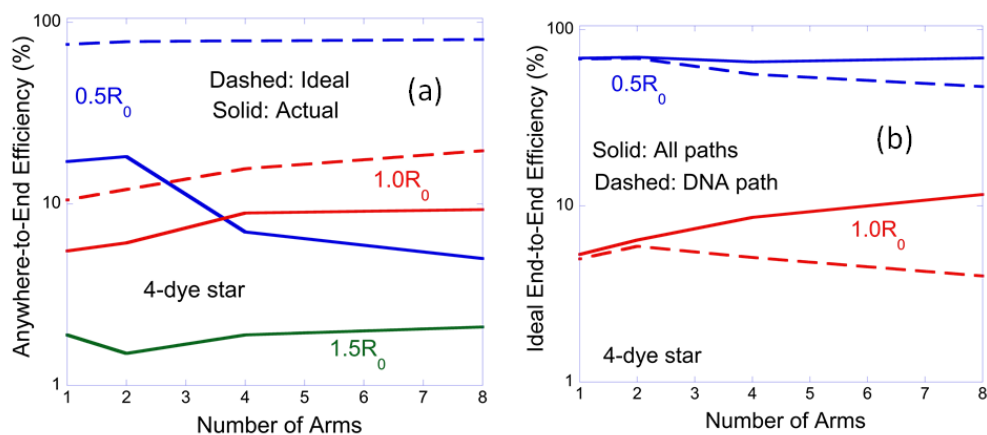 Anywhere-to-End Efficiency (%)
100
10
1
Dashed: Ideal
Solid: Actual
(a)
0.5R0
1.0R0
4-dye star
1.5R0
1 2 3 4 5 6 7 8
Number of Arms
Ideal End-to-End Efficiency (%)
100
10
1
0.5R0
(b)
Solid: All paths
Dashed: DNA path
1.0R0
4-dye star
1 2 3 4 5 6 7 8
Number of Arms